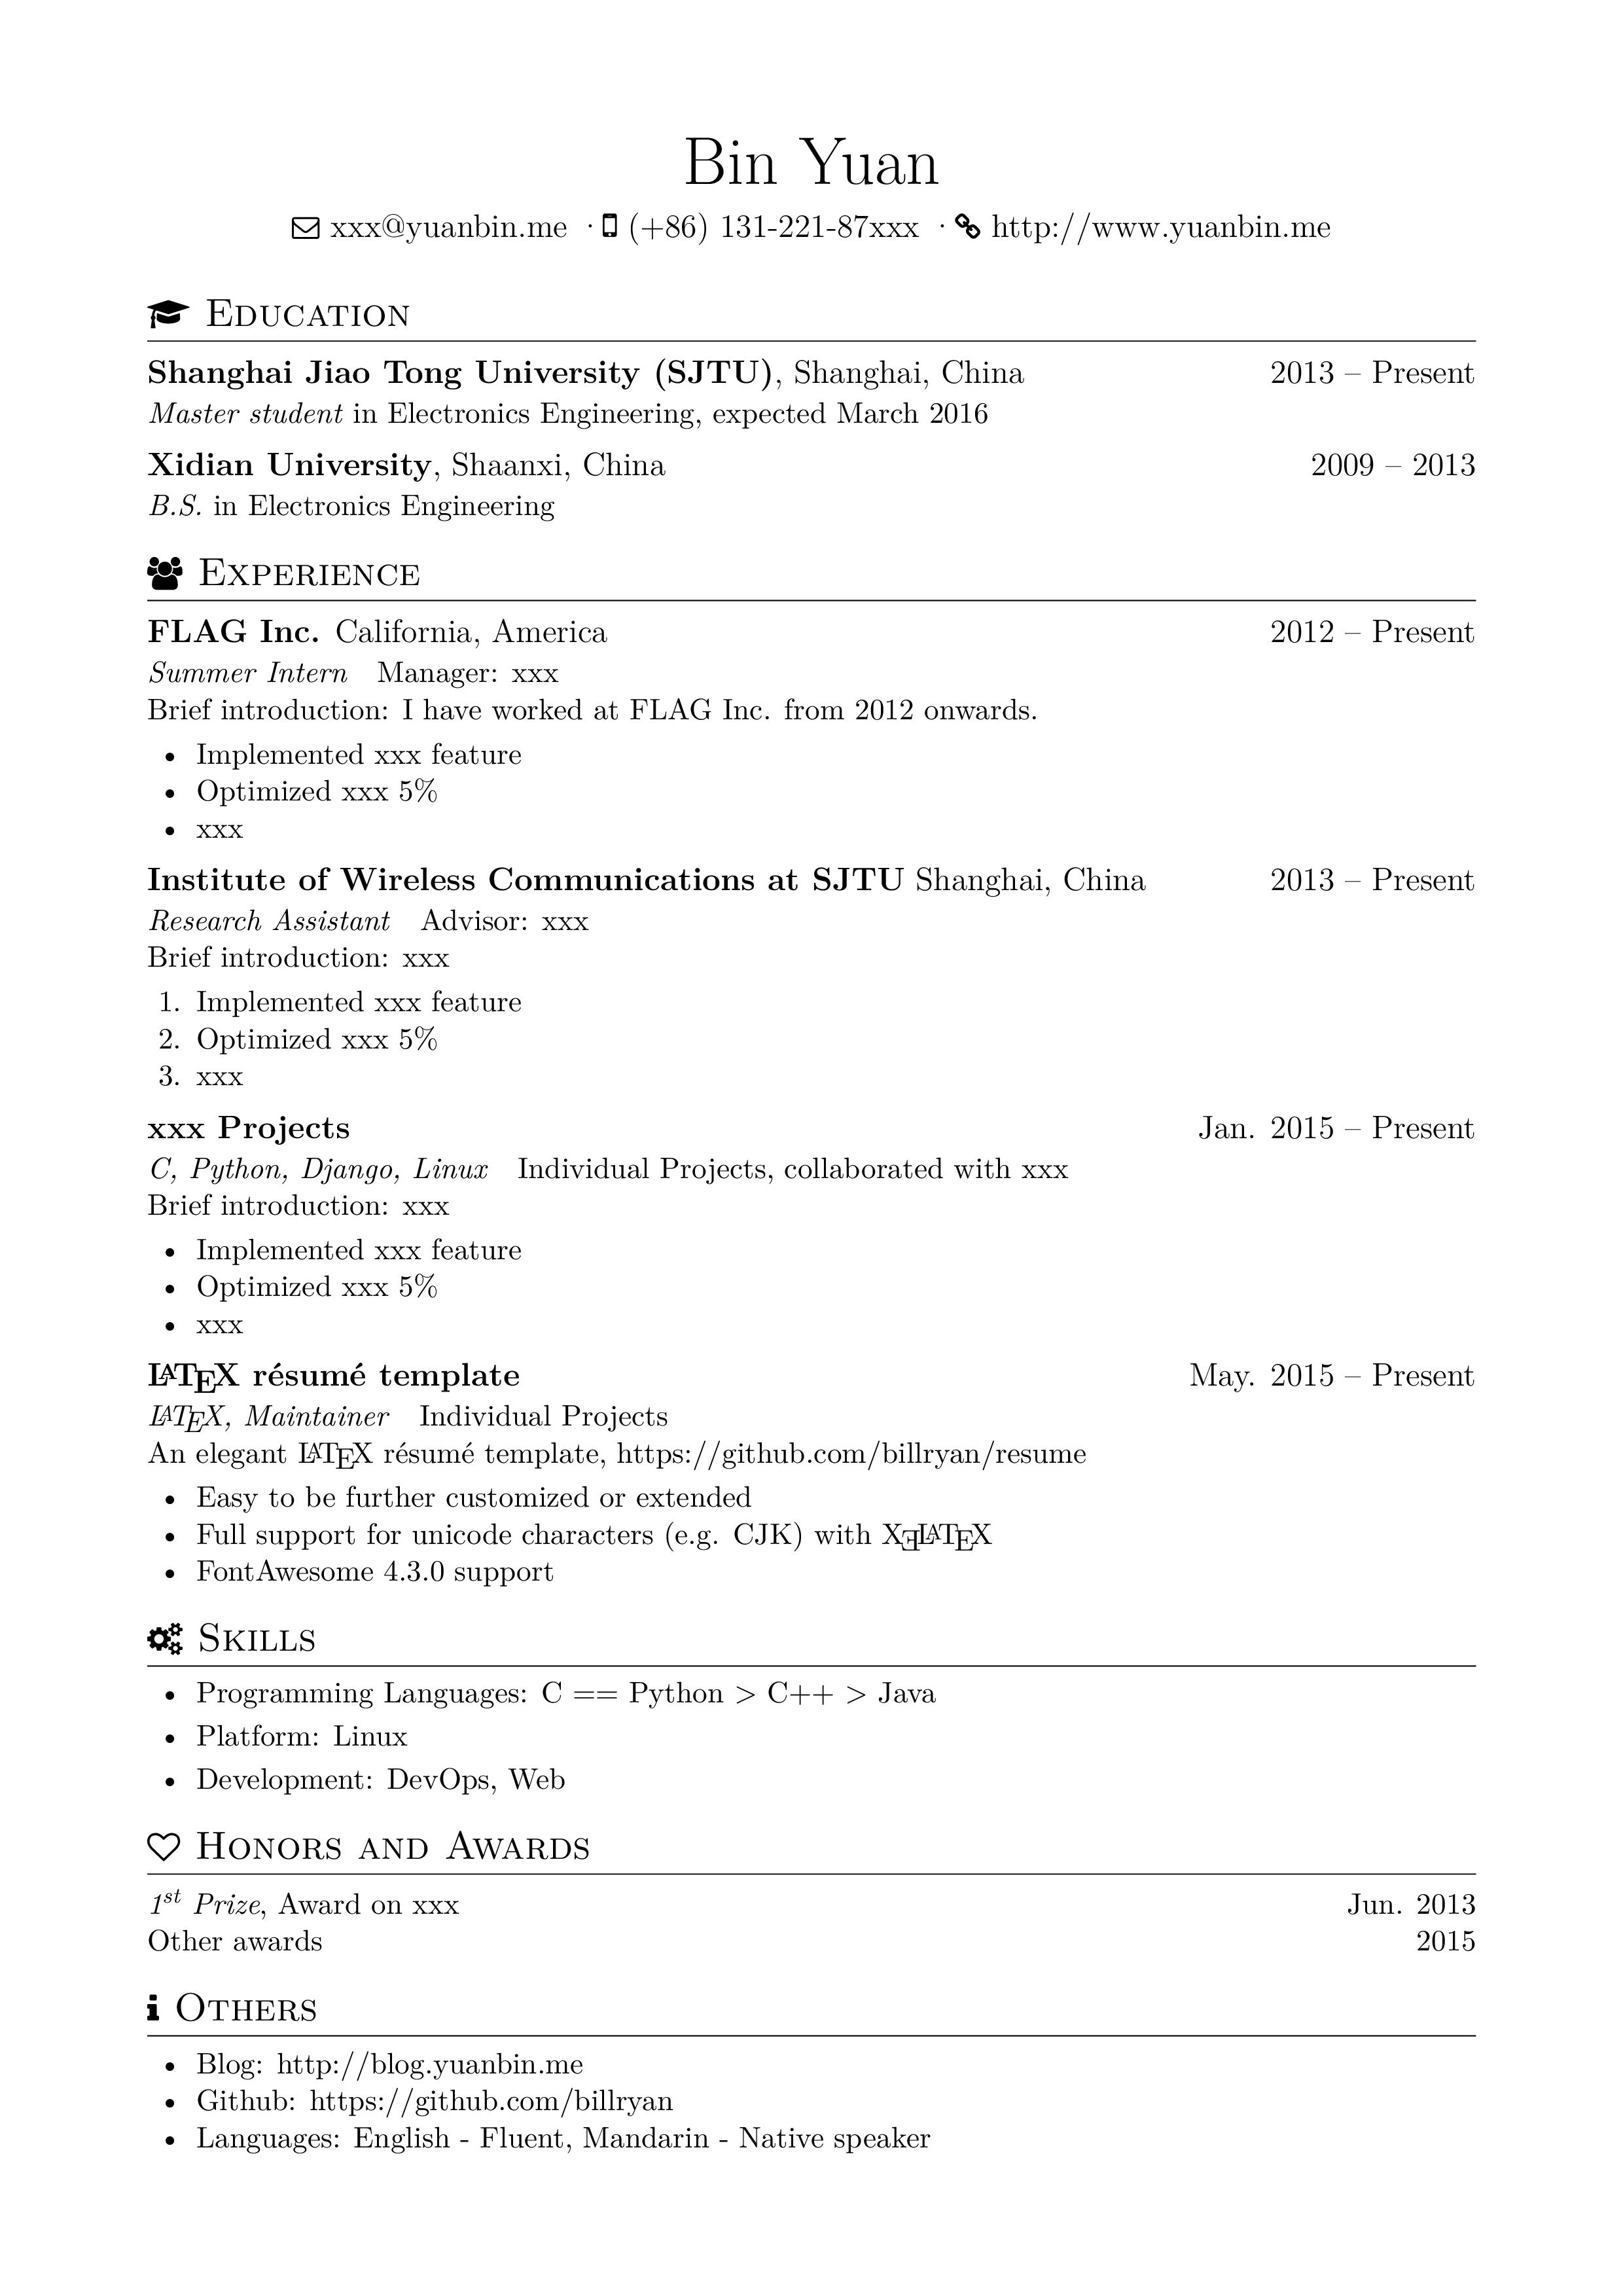 Bin Yuan
xxx@yuanbin.me · (+86) 131-221-87xxx · http://www.yuanbin.me
Education
Shanghai Jiao Tong University (SJTU), Shanghai, China 2013 – Present
Master student in Electronics Engineering, expected March 2016
Xidian University, Shaanxi, China 2009 – 2013
B.S. in Electronics Engineering
Experience
FLAG Inc. California, America 2012 – Present
Summer Intern Manager: xxx
Brief introduction: I have worked at FLAG Inc. from 2012 onwards.
• Implemented xxx feature
• Optimized xxx 5%
• xxx
Institute of Wireless Communications at SJTU Shanghai, China 2013 – Present
Research Assistant Advisor: xxx
Brief introduction: xxx
1. Implemented xxx feature
2. Optimized xxx 5%
3. xxx
xxx Projects Jan. 2015 – Present
C, Python, Django, Linux Individual Projects, collaborated with xxx
Brief introduction: xxx
• Implemented xxx feature
• Optimized xxx 5%
• xxx
LATEX résumé template May. 2015 – Present
LATEX, Maintainer Individual Projects
An elegant LATEX résumé template, https://github.com/billryan/resume
• Easy to be further customized or extended
• Full support for unicode characters (e.g. CJK) with XƎLATEX
• FontAwesome 4.3.0 support
Skills
• Programming Languages: C == Python > C++ > Java
• Platform: Linux
• Development: DevOps, Web
Honors and Awards
1st Prize, Award on xxx Jun. 2013
Other awards 2015
Others
• Blog: http://blog.yuanbin.me
• Github: https://github.com/billryan
• Languages: English - Fluent, Mandarin - Native speaker